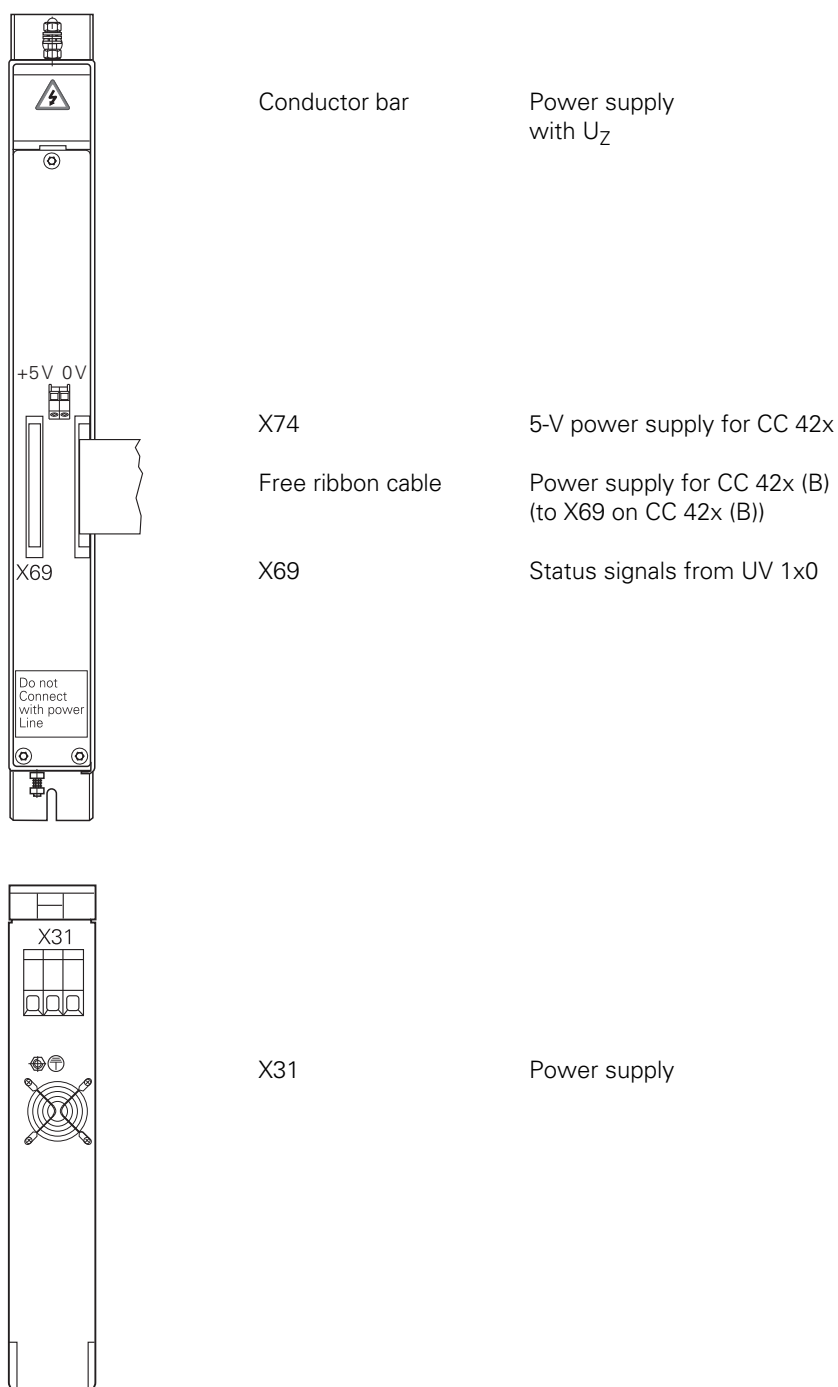 Conductor bar Power supply
with U_Z
+5V 0V
X74 5-V power supply for CC 42x
Free ribbon cable Power supply for CC 42x (B)
(to X69 on CC 42x (B))
X69 X69 Status signals from UV 1x0
Do not
Connect
with power
Line
X31
X31 Power supply